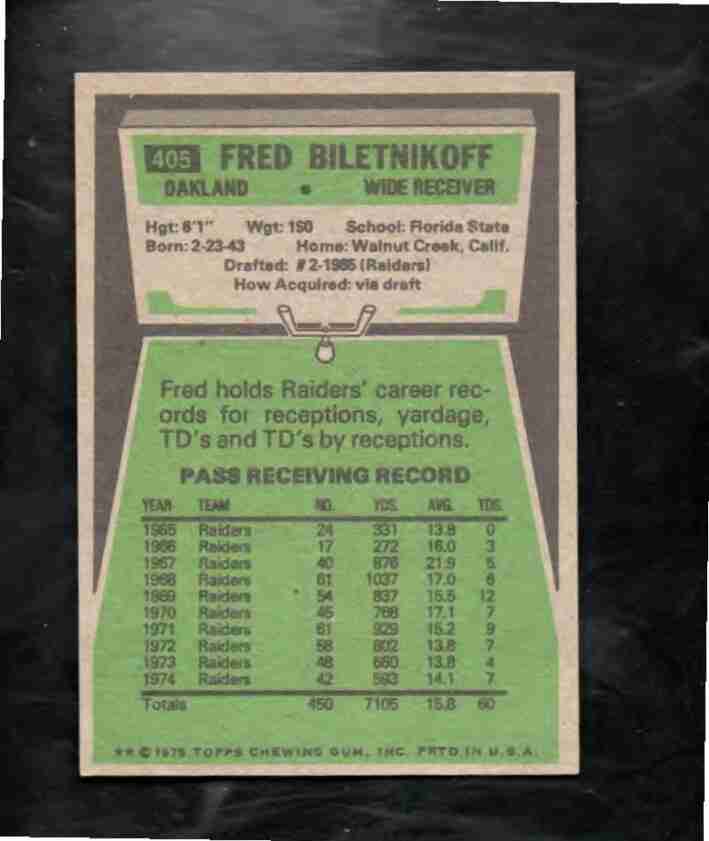 405 FRED BILETNIKOFF
OAKLAND • WIDE RECEIVER
Hgt: 6'1" Wgt: 190 School: Florida State
Born: 2-23-43 Home: Walnut Creek, Calif.
Drafted: #2-1965 (Raiders)
How Acquired: via draft
Fred holds Raiders' career rec-
ords for receptions, yardage,
TD's and TD's by receptions.
PASS RECEIVING RECORD
YEAR TEAM NO. YDS. AVG. TDS.
1965 Raiders 24 331 13.8 0
1966 Raiders 17 272 16.0 3
1967 Raiders 40 876 21.9 5
1968 Raiders 61 1037 17.0 6
1969 Raiders 54 837 15.5 12
1970 Raiders 45 768 17.1 7
1971 Raiders 61 929 15.2 9
1972 Raiders 58 802 13.8 7
1973 Raiders 48 660 13.8 4
1974 Raiders 42 593 14.1 7
Totals 450 7105 15.8 60
** © 1975 TOPPS CHEWING GUM, INC. PRTD. IN U.S.A.